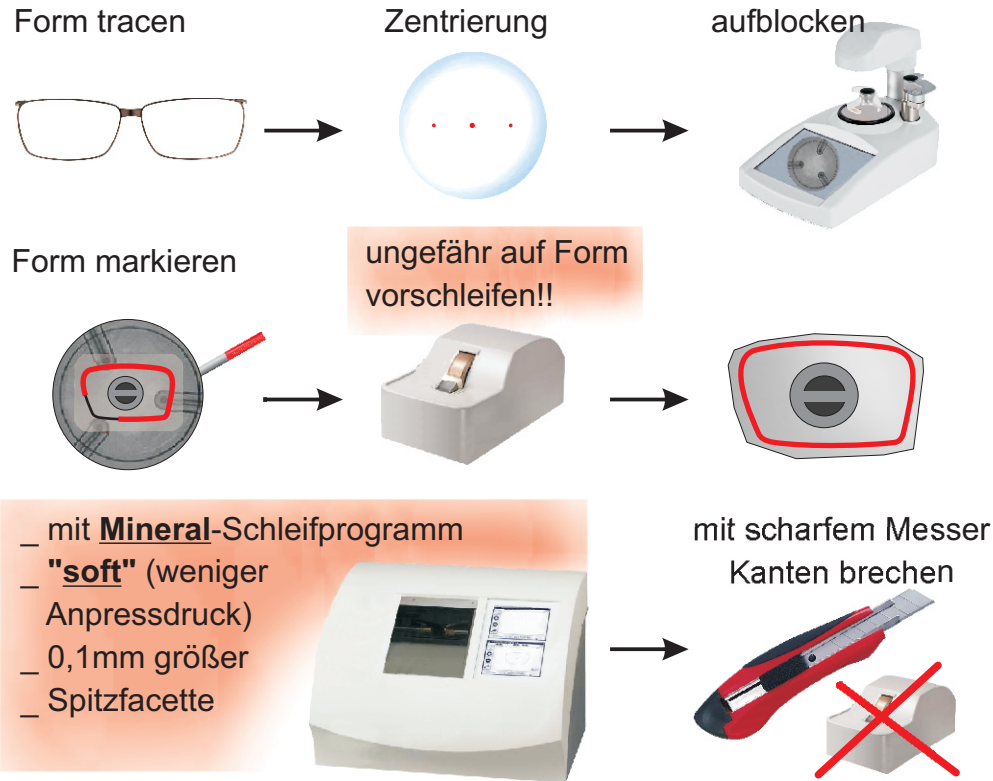 Form tracen
Zentrierung
aufblocken
Form markieren
ungefähr auf Form
vorschleifen!!
_ mit Mineral-Schleifprogramm
_ "soft" (weniger
Anpressdruck)
_ 0,1mm größer
_ Spitzfacette
mit scharfem Messer
Kanten brechen